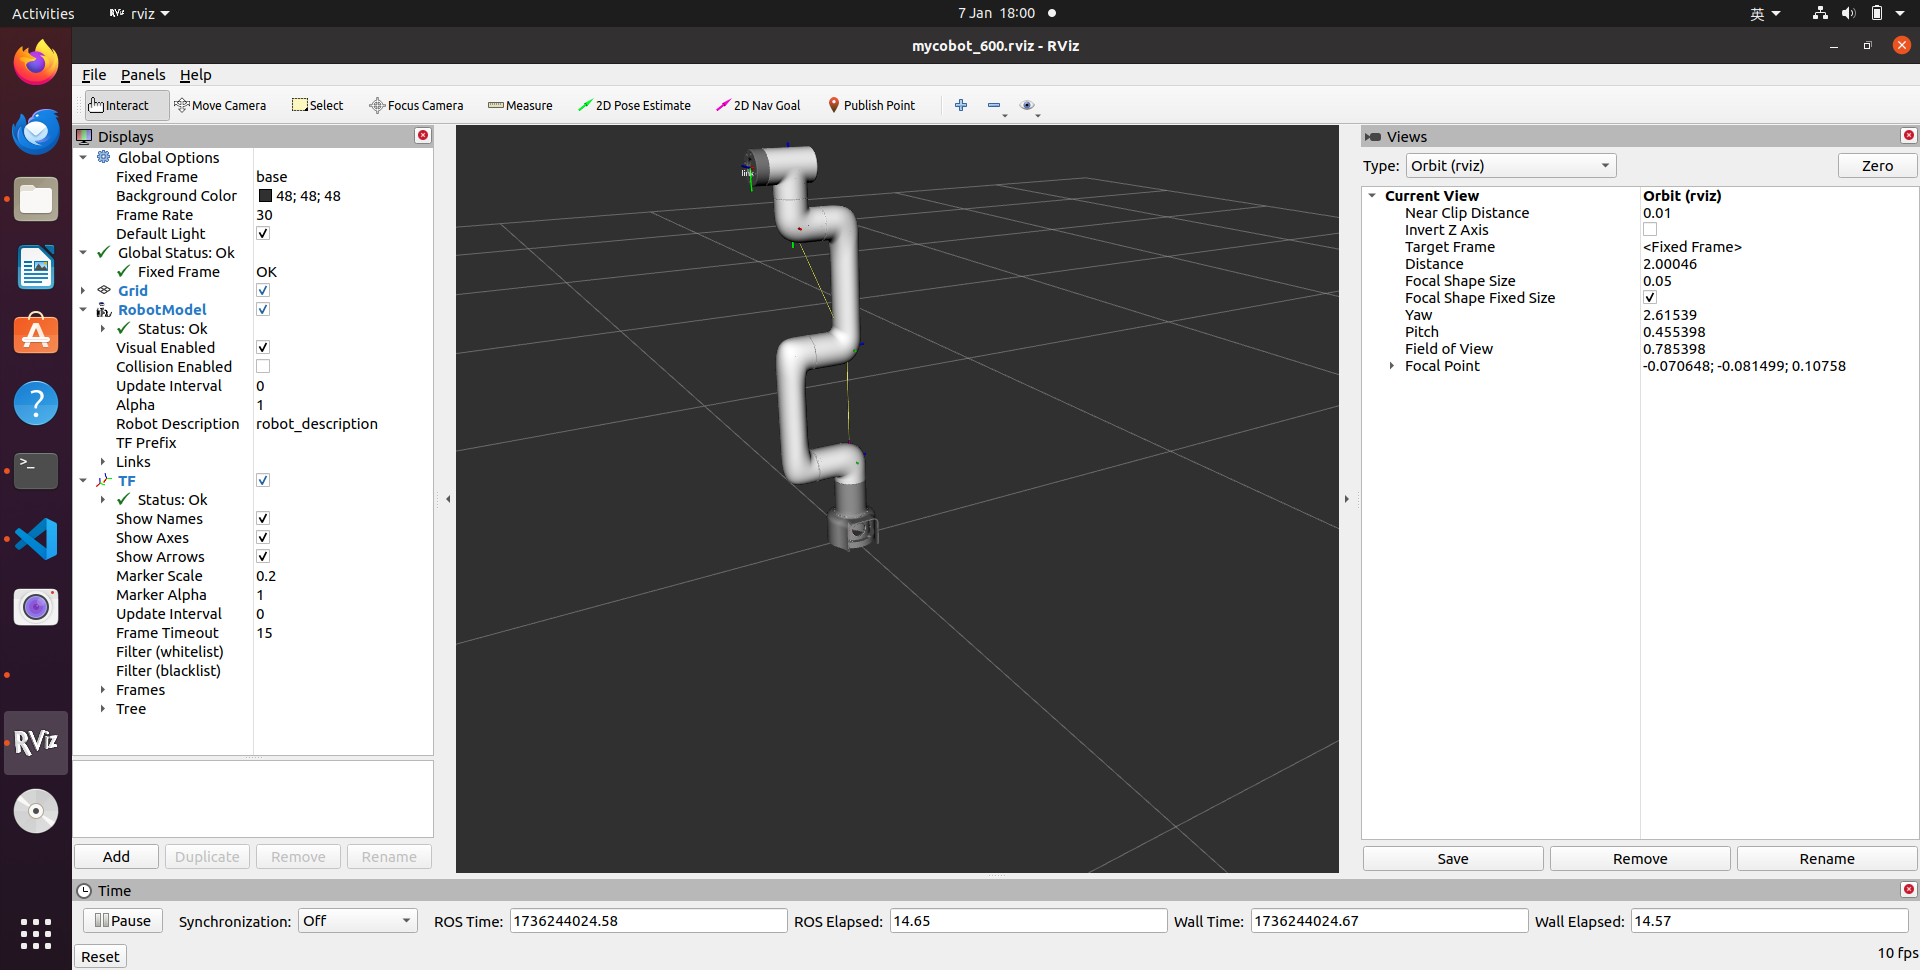 Activities RViz rviz 7 Jan 18:00 英
mycobot_600.rviz - RViz
File Panels Help
Interact Move Camera Select Focus Camera Measure 2D Pose Estimate 2D Nav Goal Publish Point
Displays
Global Options
Fixed Frame base
Background Color 48; 48; 48
Frame Rate 30
Default Light
Global Status: Ok
Fixed Frame OK
Grid
RobotModel
Status: Ok
Visual Enabled
Collision Enabled
Update Interval 0
Alpha 1
Robot Description robot_description
TF Prefix
Links
TF
Status: Ok
Show Names
Show Axes
Show Arrows
Marker Scale 0.2
Marker Alpha 1
Update Interval 0
Frame Timeout 15
Filter (whitelist)
Filter (blacklist)
Frames
Tree
Add Duplicate Remove Rename
RViz
Views
Type: Orbit (rviz) Zero
Current View Orbit (rviz)
Near Clip Distance 0.01
Invert Z Axis
Target Frame <Fixed Frame>
Distance 2.00046
Focal Shape Size 0.05
Focal Shape Fixed Size
Yaw 2.61539
Pitch 0.455398
Field of View 0.785398
Focal Point -0.070648; -0.081499; 0.10758
Save Remove Rename
Time
Pause Synchronization: Off ROS Time: 1736244024.58 ROS Elapsed: 14.65 Wall Time: 1736244024.67 Wall Elapsed: 14.57
Reset 10 fps